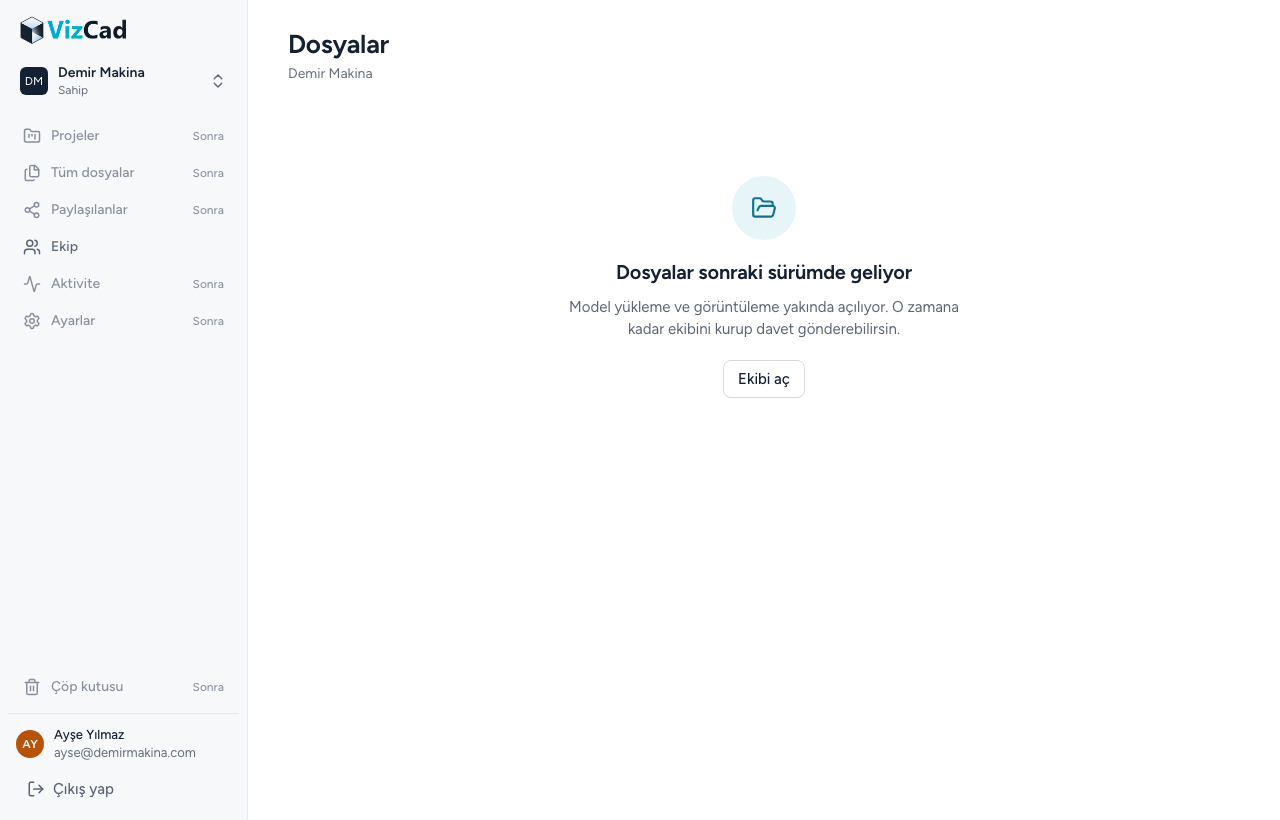 VizCad
DM
Demir Makina
Sahip
Projeler Sonra
Tüm dosyalar Sonra
Paylaşılanlar Sonra
Ekip
Aktivite Sonra
Ayarlar Sonra
Çöp kutusu Sonra
AY
Ayşe Yılmaz
ayse@demirmakina.com
Çıkış yap
Dosyalar
Demir Makina
Dosyalar sonraki sürümde geliyor
Model yükleme ve görüntüleme yakında açılıyor. O zamana
kadar ekibini kurup davet gönderebilirsin.
Ekibi aç